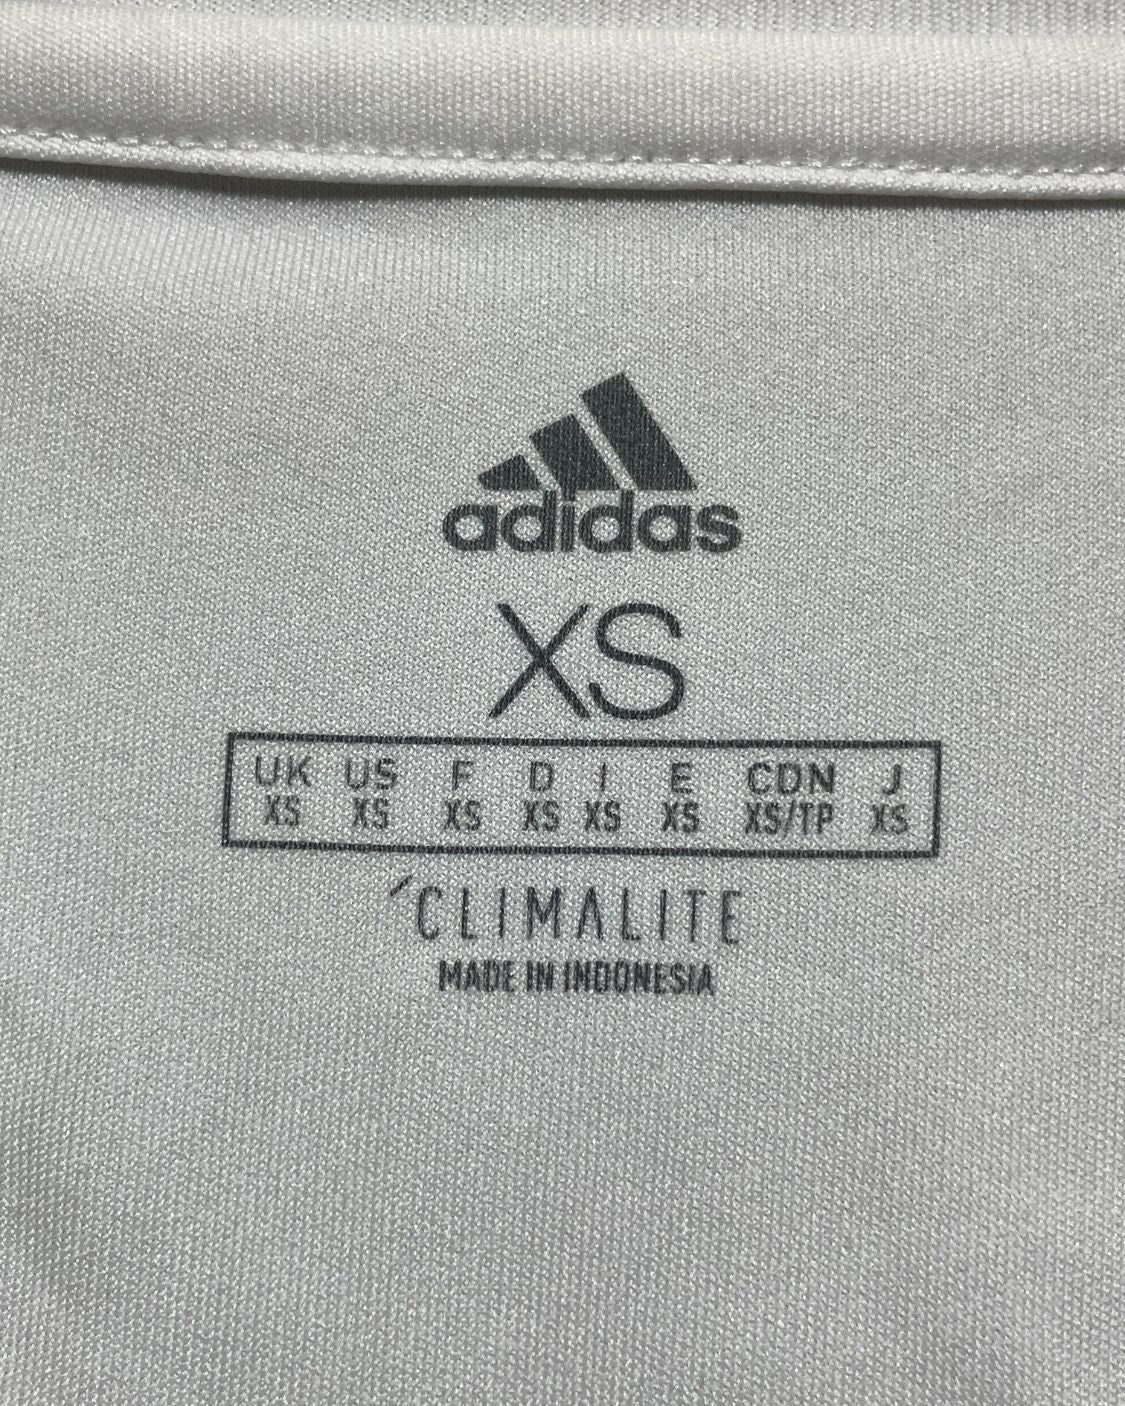 adidas
XS
UK US F D I E CDN J
XS XS XS XS XS XS XS/TP XS
´CLIMALITE
MADE IN INDONESIA